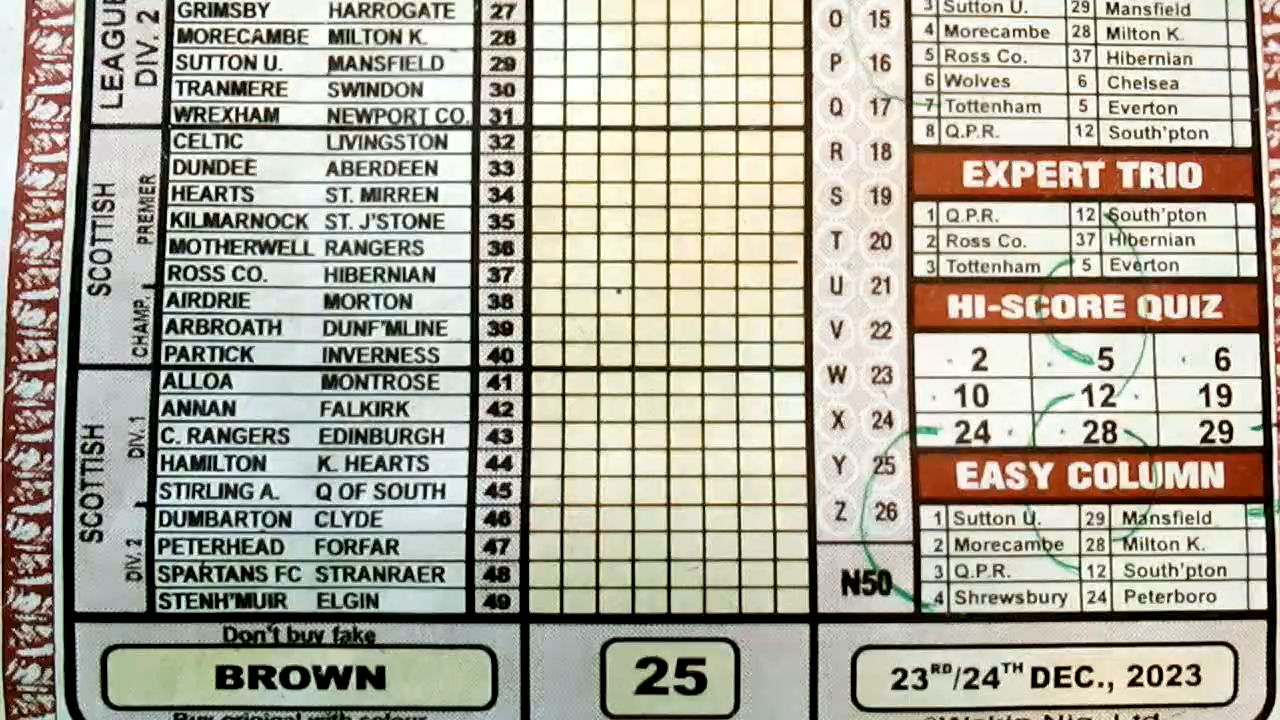 LEAGUE
DIV. 2
GRIMSBY HARROGATE 27
MORECAMBE MILTON K. 28
SUTTON U. MANSFIELD 29
TRANMERE SWINDON 30
WREXHAM NEWPORT CO. 31
SCOTTISH
PREMIER
CELTIC LIVINGSTON 32
DUNDEE ABERDEEN 33
HEARTS ST. MIRREN 34
KILMARNOCK ST. J'STONE 35
MOTHERWELL RANGERS 36
ROSS CO. HIBERNIAN 37
CHAMP.
AIRDRIE MORTON 38
ARBROATH DUNF'MLINE 39
PARTICK INVERNESS 40
SCOTTISH
DIV. 1
ALLOA MONTROSE 41
ANNAN FALKIRK 42
C. RANGERS EDINBURGH 43
HAMILTON K. HEARTS 44
STIRLING A. Q OF SOUTH 45
DIV. 2
DUMBARTON CLYDE 46
PETERHEAD FORFAR 47
SPARTANS FC STRANRAER 48
STENH'MUIR ELGIN 49
O 15
P 16
Q 17
R 18
S 19
T 20
U 21
V 22
W 23
X 24
Y 25
Z 26
N50
3 Sutton U. 29 Mansfield
4 Morecambe 28 Milton K.
5 Ross Co. 37 Hibernian
6 Wolves 6 Chelsea
7 Tottenham 5 Everton
8 Q.P.R. 12 South'pton
EXPERT TRIO
1 Q.P.R. 12 South'pton
2 Ross Co. 37 Hibernian
3 Tottenham 5 Everton
HI-SCORE QUIZ
2 5 6
10 12 19
24 28 29
EASY COLUMN
1 Sutton U. 29 Mansfield
2 Morecambe 28 Milton K.
3 Q.P.R. 12 South'pton
4 Shrewsbury 24 Peterboro
Don't buy fake
BROWN
Buy original with colour
25
23RD/24TH DEC., 2023